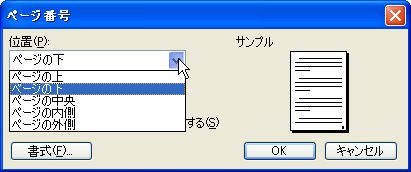 ページ番号
位置(P):
サンプル
ページの下
ページの上
ページの下
ページの中央
ページの内側
ページの外側
する(S)
書式(F)...
OK
キャンセル